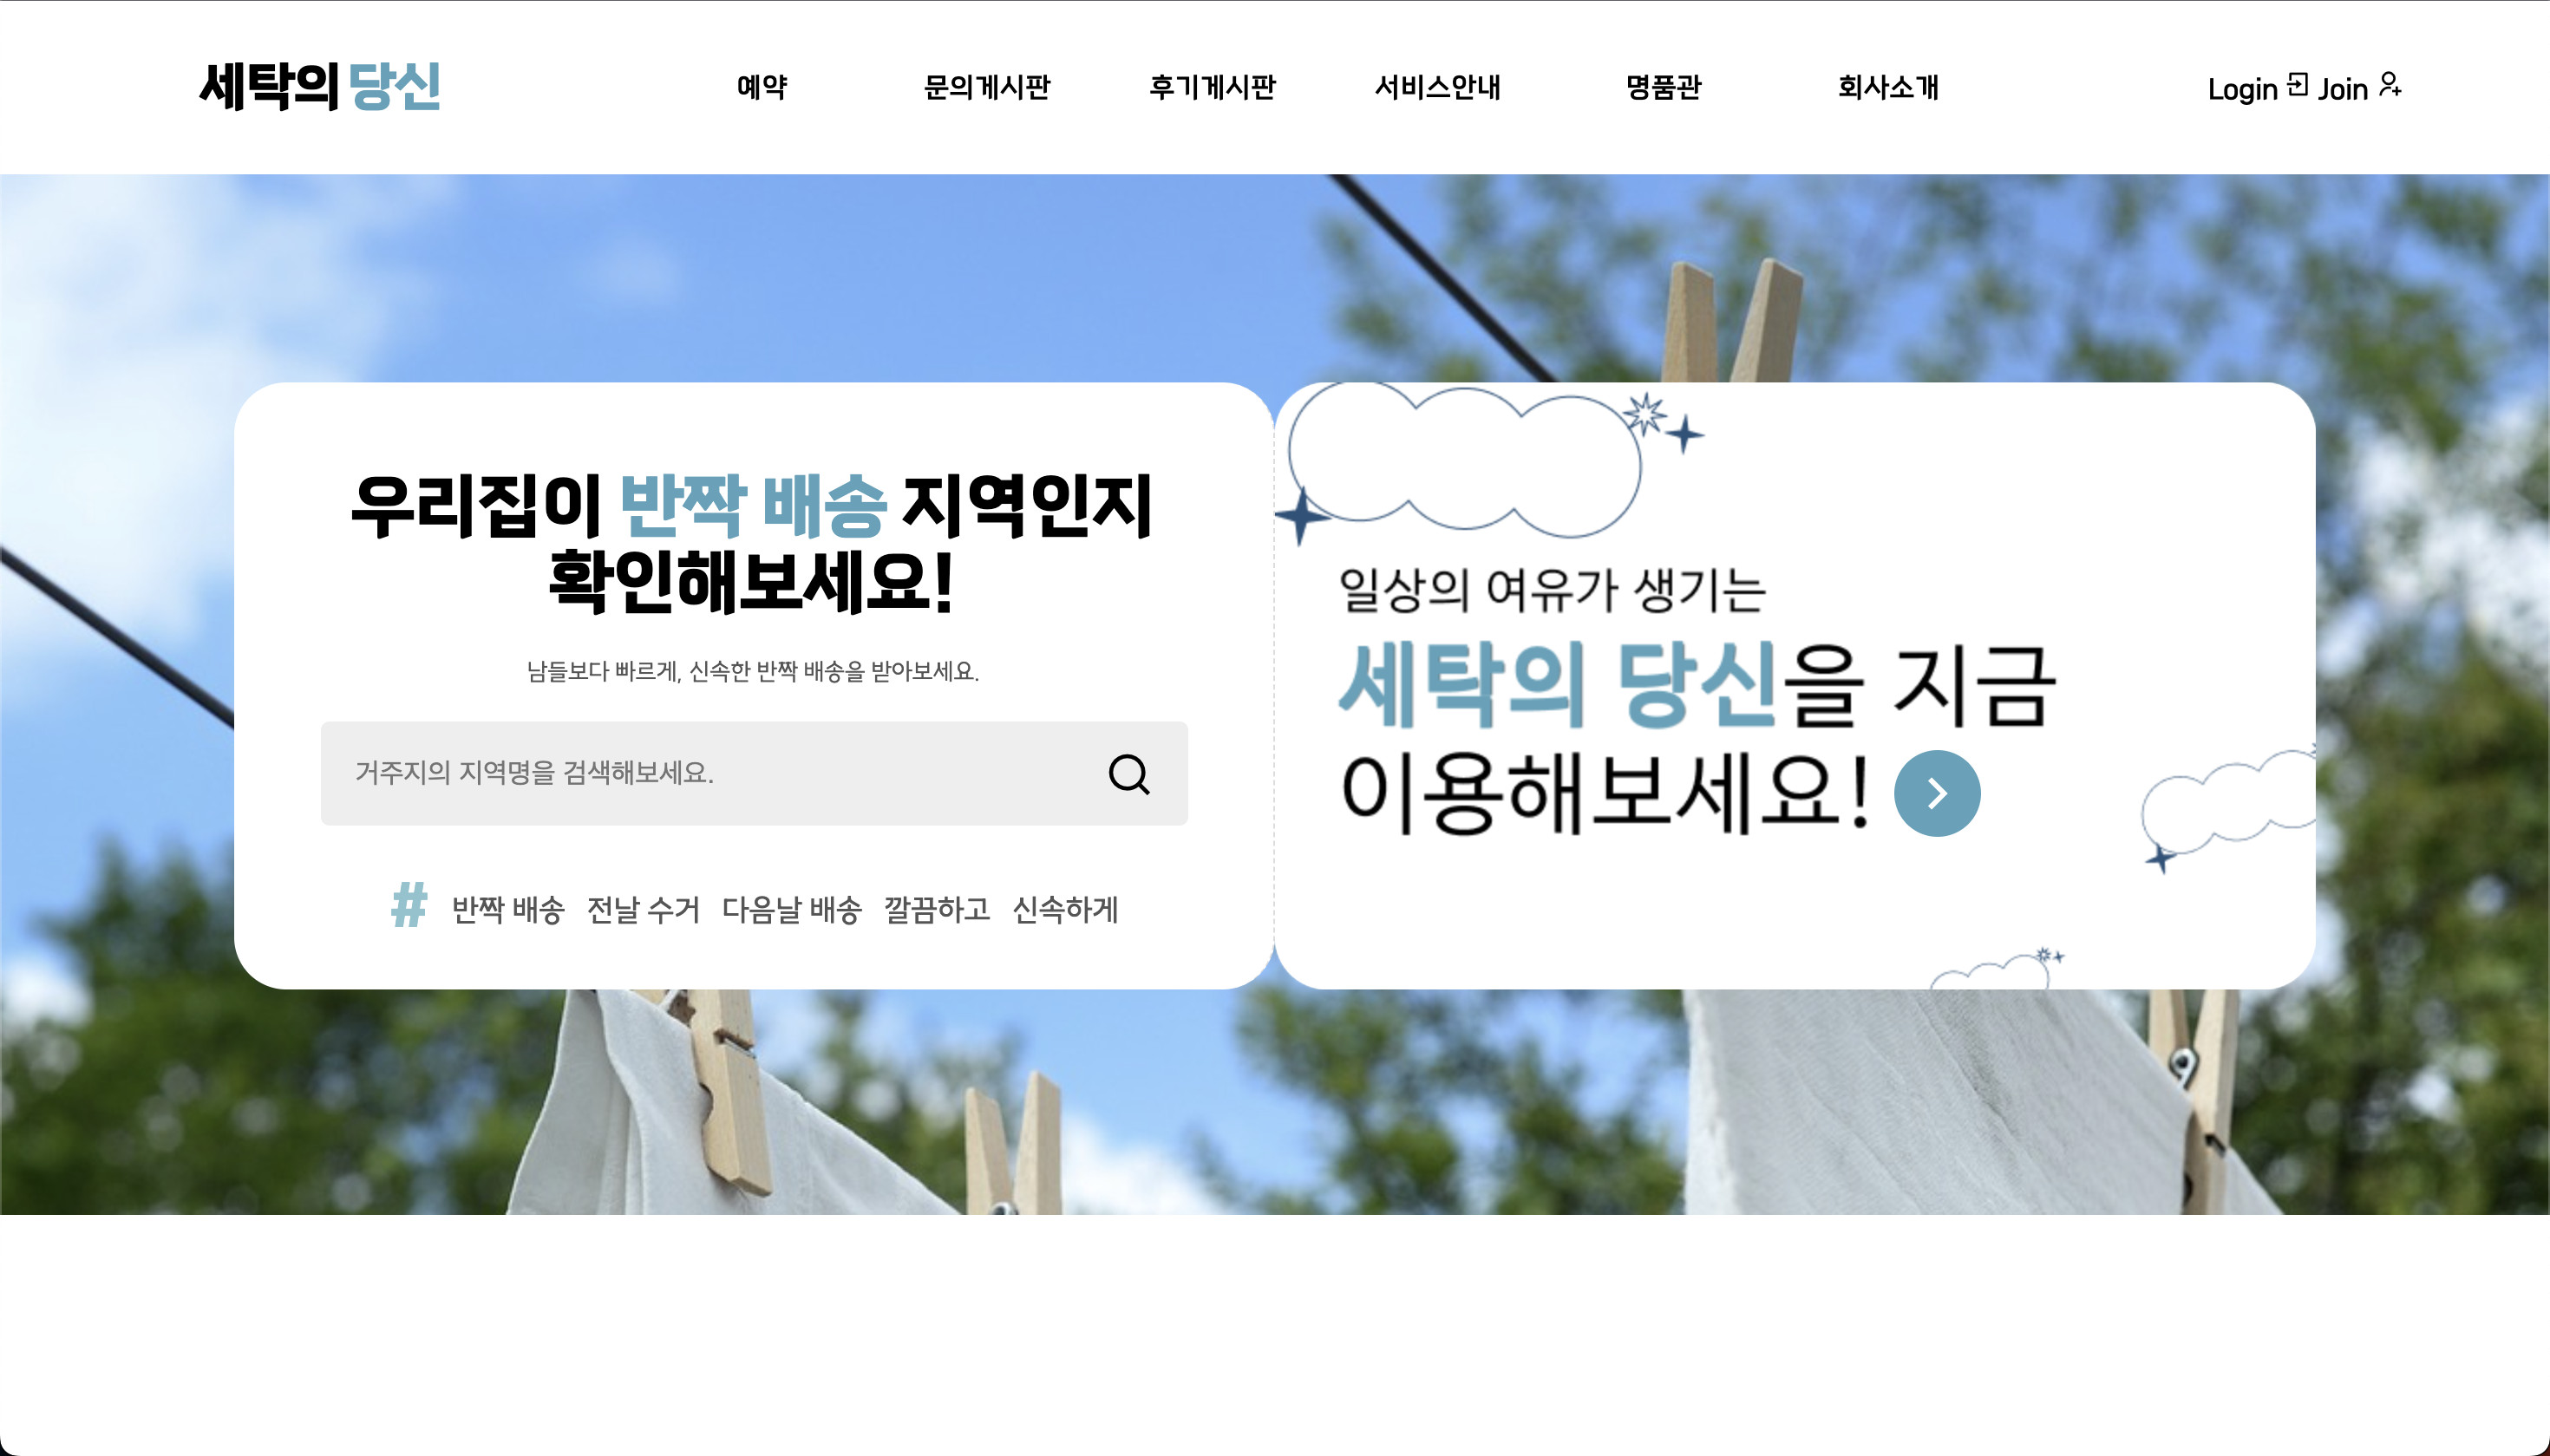 세탁의 당신
예약 문의게시판 후기게시판 서비스안내 명품관 회사소개
Login Join
우리집이 반짝 배송 지역인지
확인해보세요!
남들보다 빠르게, 신속한 반짝 배송을 받아보세요.
거주지의 지역명을 검색해보세요.
# 반짝 배송 전날 수거 다음날 배송 깔끔하고 신속하게
일상의 여유가 생기는
세탁의 당신을 지금
이용해보세요!